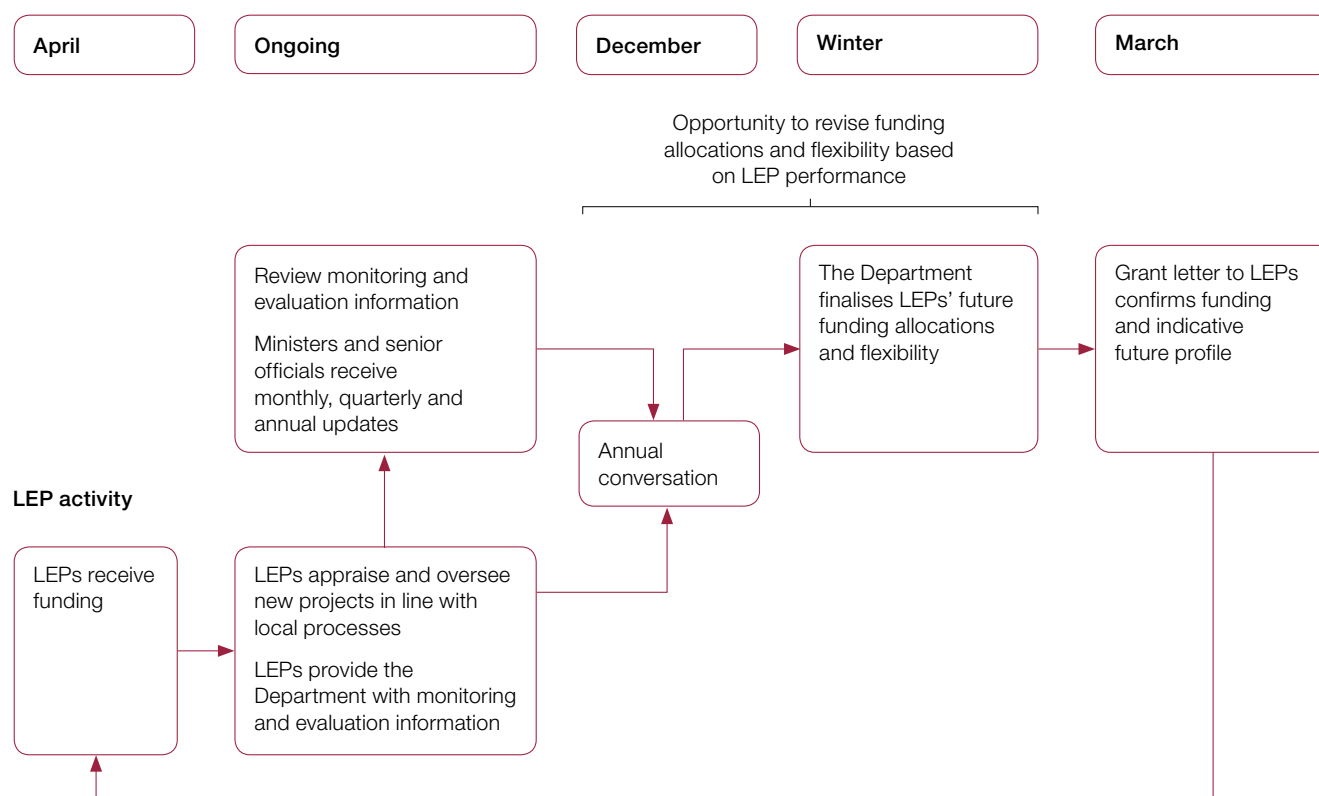 April
Ongoing
December
Winter
March
Opportunity to revise funding
allocations and flexibility based
on LEP performance
Review monitoring and
evaluation information
Ministers and senior
officials receive
monthly, quarterly and
annual updates
The Department
finalises LEPs’ future
funding allocations
and flexibility
Grant letter to LEPs
confirms funding
and indicative
future profile
Annual
conversation
LEP activity
LEPs receive
funding
LEPs appraise and oversee
new projects in line with
local processes
LEPs provide the
Department with monitoring
and evaluation information